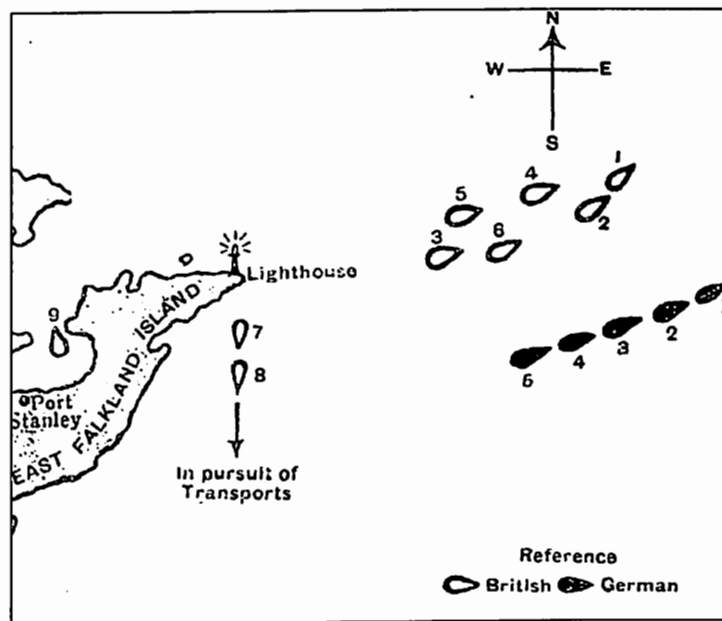 N
W E
S
1
4
5 2
6
3
Lighthouse
9
7
2
3
8 4
5
Port
Stanley
EAST FALKLAND ISLAND
In pursuit of
Transports
Reference
British German